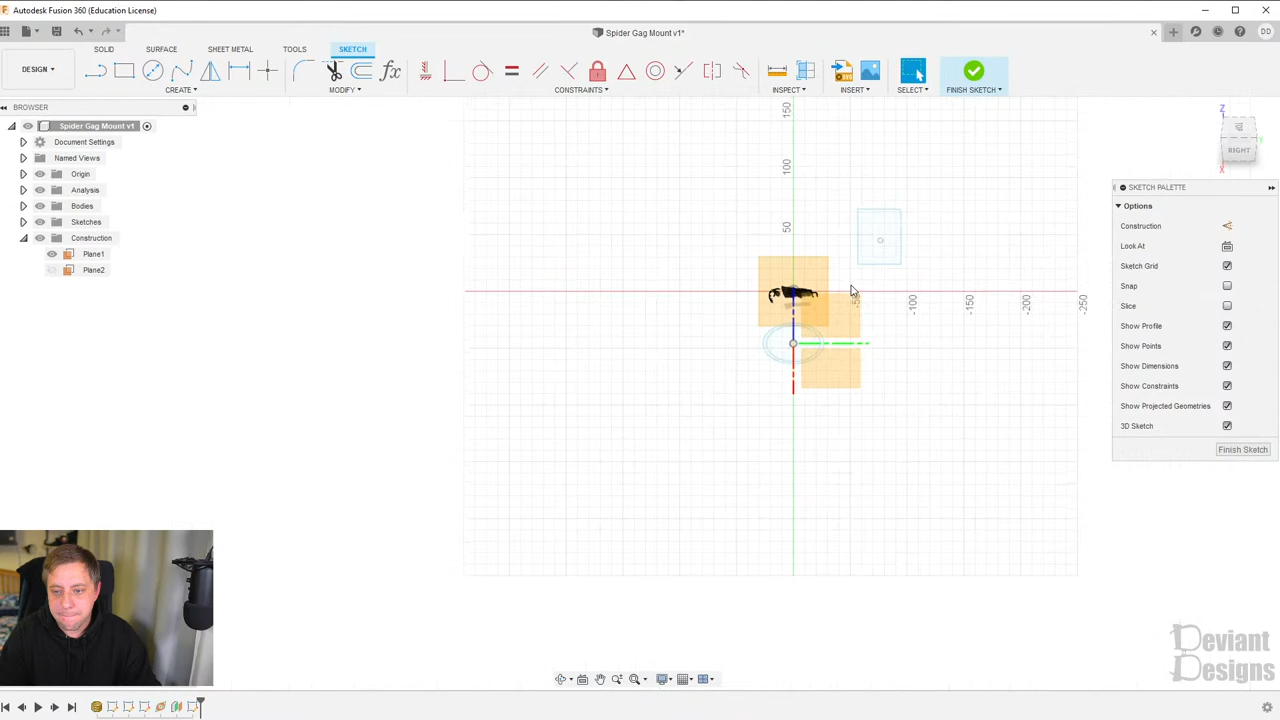 Autodesk Fusion 360 (Education License)
Spider Gag Mount v1*
DD
SOLID SURFACE SHEET METAL TOOLS SKETCH
DESIGN
CREATE MODIFY CONSTRAINTS INSPECT INSERT SELECT FINISH SKETCH
BROWSER
Spider Gag Mount v1
Document Settings
Named Views
Origin
Analysis
Bodies
Sketches
Construction
Plane1
Plane2
150
100
50
-50
-100
-150
-200
-250
Z
RIGHT
X
SKETCH PALETTE
Options
Construction
Look At
Sketch Grid
Snap
Slice
Show Profile
Show Points
Show Dimensions
Show Constraints
Show Projected Geometries
3D Sketch
Finish Sketch
Deviant
Designs